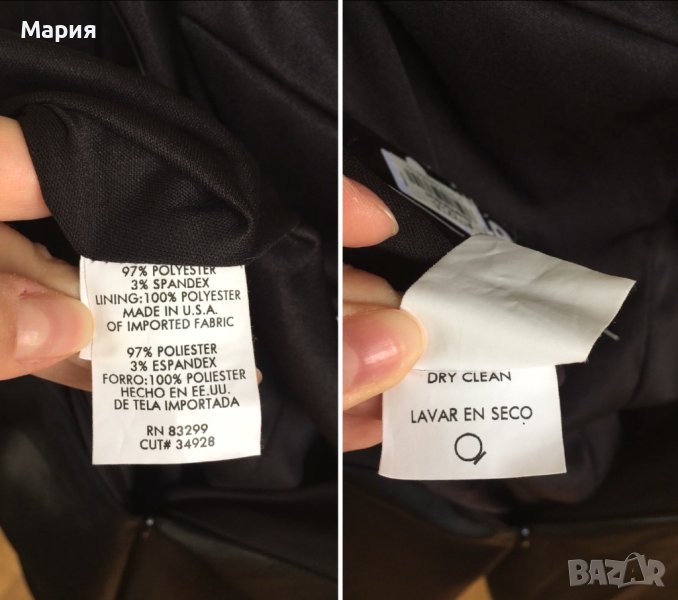 Мария
97% POLYESTER
3% SPANDEX
LINING:100% POLYESTER
MADE IN U.S.A.
OF IMPORTED FABRIC
97% POLIESTER
3% ESPANDEX
FORRO:100% POLIESTER
HECHO EN EE.UU.
DE TELA IMPORTADA
RN 83299
CUT# 34928
DRY CLEAN
LAVAR EN SECO
BAZAR